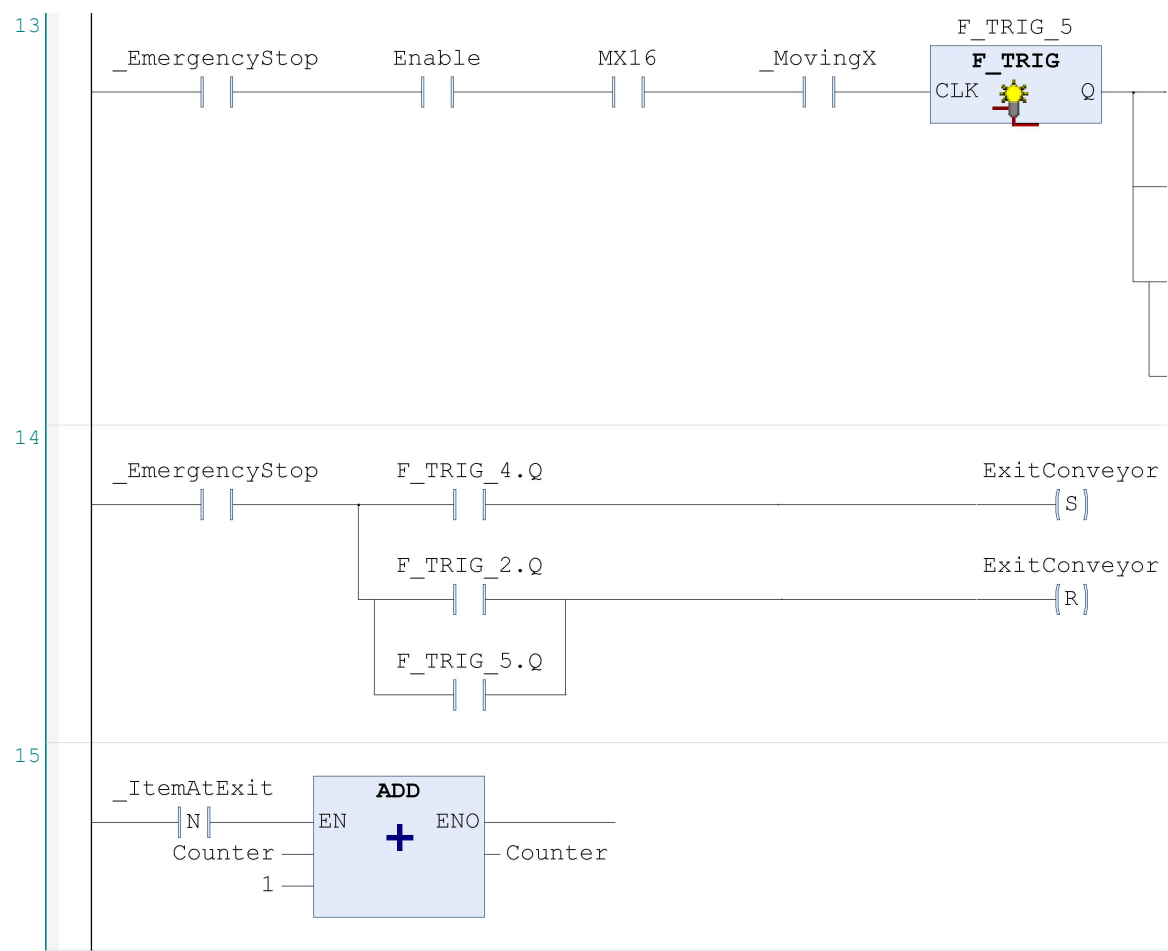 13
F_TRIG_5
_EmergencyStop Enable MX16 _MovingX F_TRIG
CLK Q
14
_EmergencyStop F_TRIG_4.Q ExitConveyor
S
F_TRIG_2.Q ExitConveyor
R
F_TRIG_5.Q
15
_ItemAtExit ADD
N EN ENO
Counter Counter
1